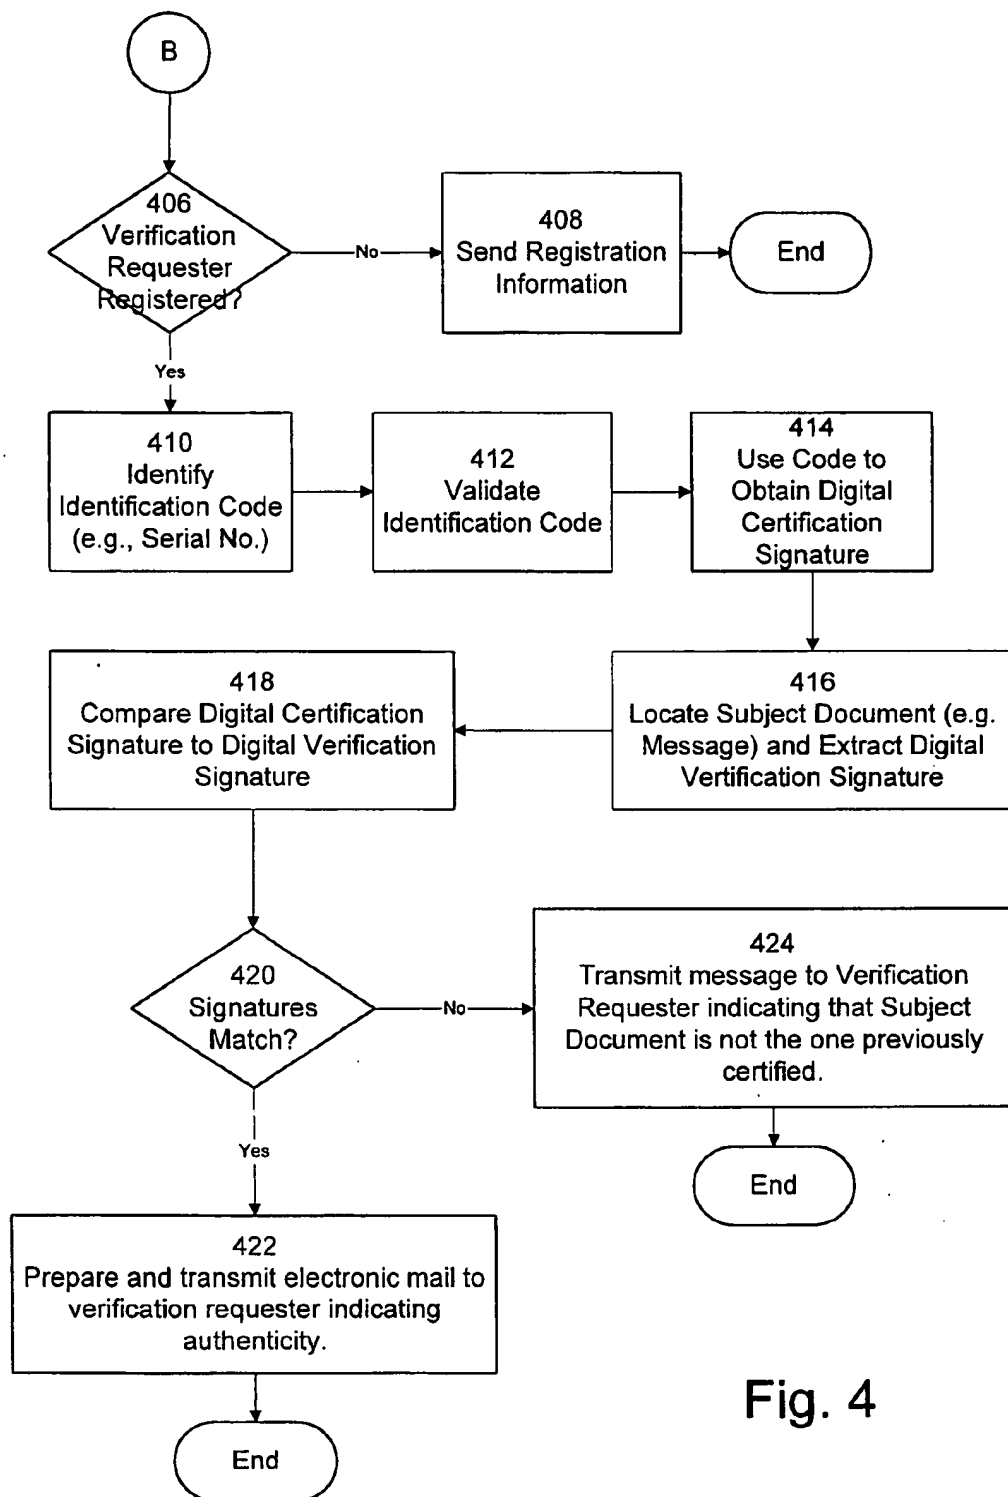 B
406
Verification
Requester
Registered?
No
408
Send Registration
Information
End
Yes
410
Identify
Identification Code
(e.g., Serial No.)
412
Validate
Identification Code
414
Use Code to
Obtain Digital
Certification
Signature
416
Locate Subject Document (e.g.
Message) and Extract Digital
Vertification Signature
418
Compare Digital Certification
Signature to Digital Verification
Signature
420
Signatures
Match?
No
424
Transmit message to Verification
Requester indicating that Subject
Document is not the one previously
certified.
End
Yes
422
Prepare and transmit electronic mail to
verification requester indicating
authenticity.
End
Fig. 4